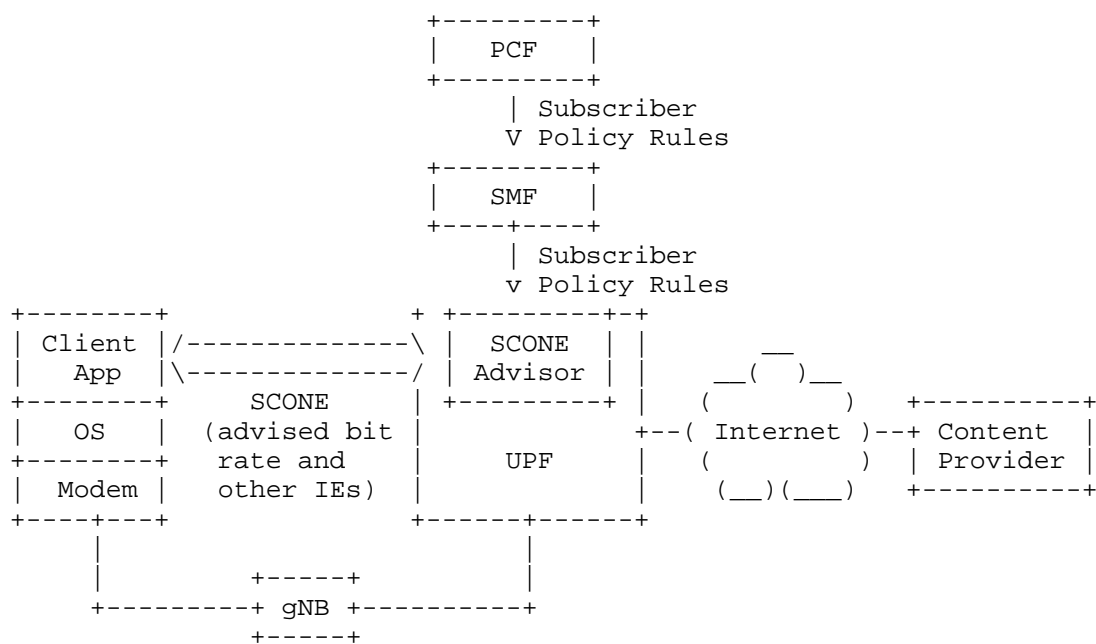 PCF
Subscriber
V Policy Rules
SMF
Subscriber
v Policy Rules
Client SCONE
App Advisor
SCONE
OS (advised bit Internet Content
Modem rate and UPF Provider
other IEs)
gNB